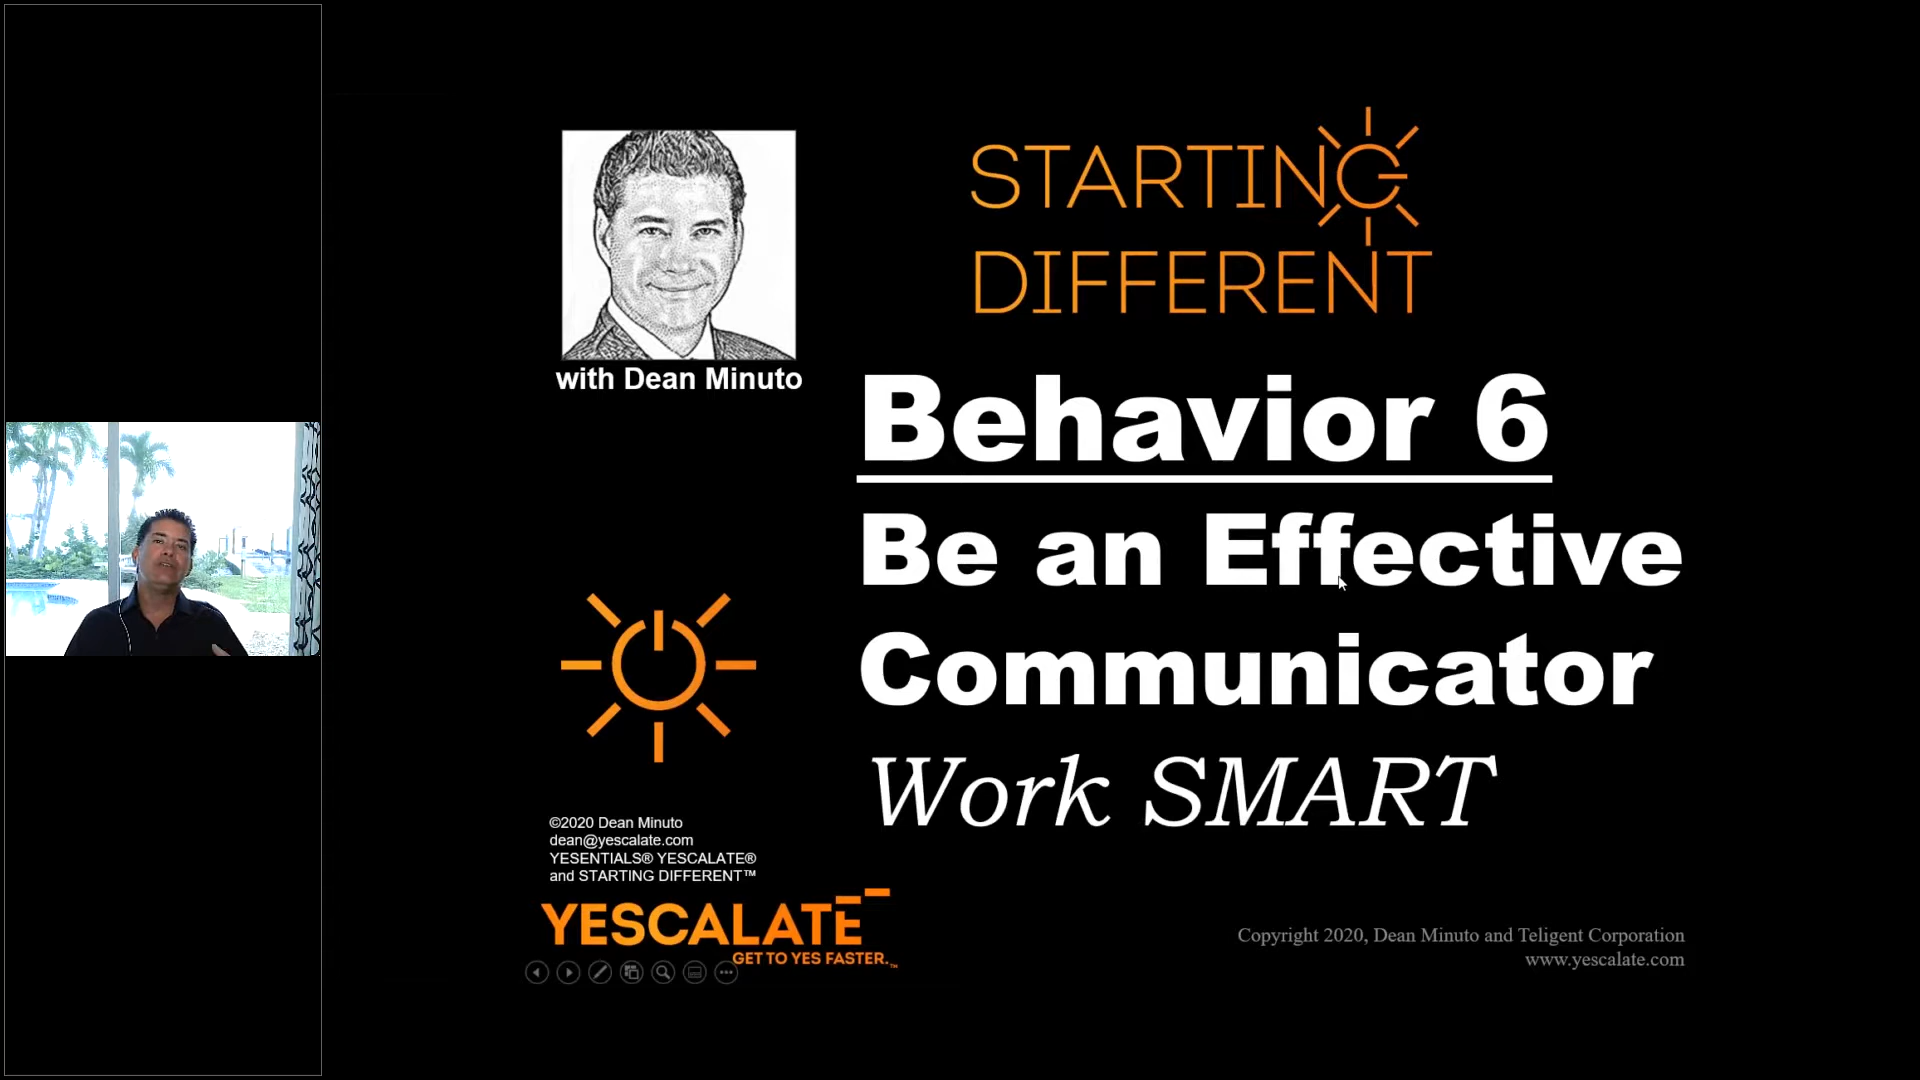 STARTING
DIFFERENT
with Dean Minuto
Behavior 6
Be an Effective
Communicator
Work SMART
©2020 Dean Minuto
dean@yescalate.com
YESENTIALS® YESCALATE®
and STARTING DIFFERENT™
YESCALATE
GET TO YES FASTER.™
Copyright 2020, Dean Minuto and Teligent Corporation
www.yescalate.com